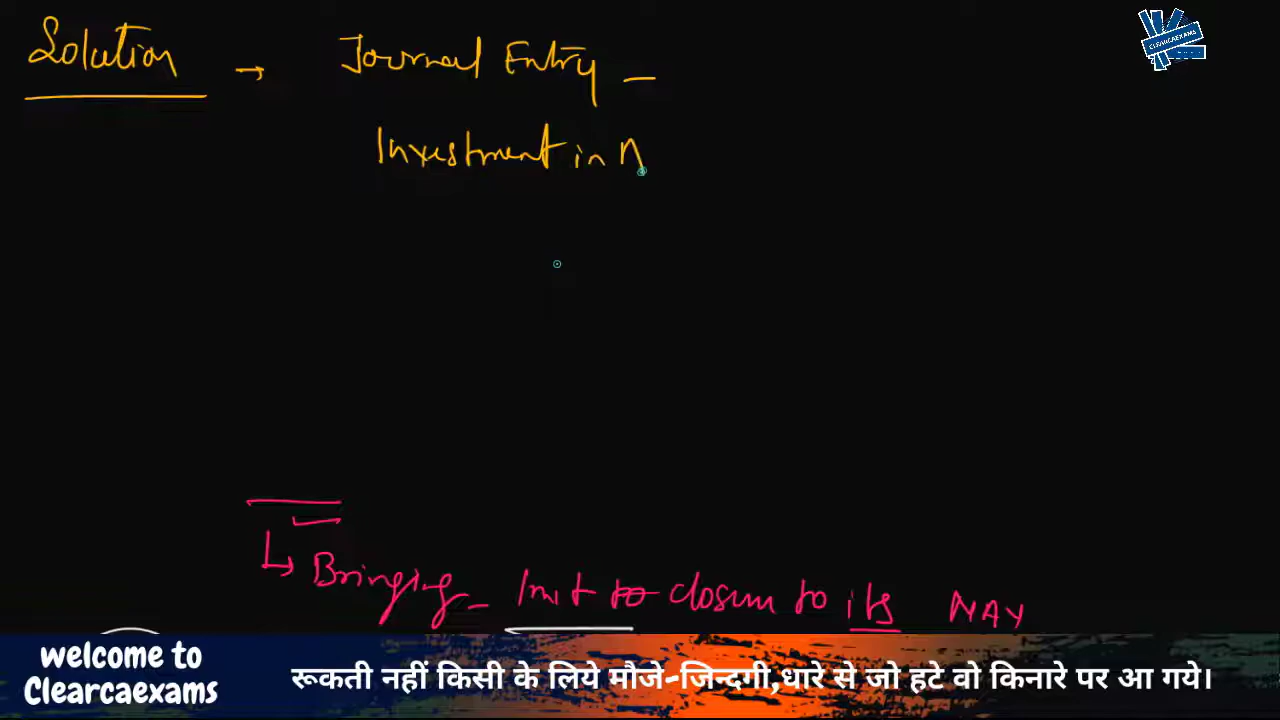 Solution → Journal Entry –
CLEARCAEXAMS
Investment in n
↳ Bringing – Invt to closure to its NAV
welcome to
Clearcaexams
रूकती नहीं किसी के लिये मौजे-जिन्दगी,धारे से जो हटे वो किनारे पर आ गये।